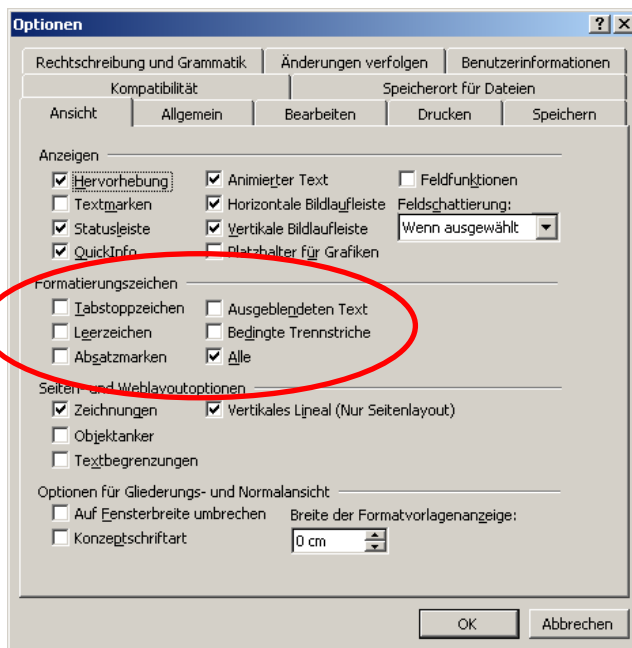 Optionen
Rechtschreibung und Grammatik Änderungen verfolgen Benutzerinformationen
Kompatibilität Speicherort für Dateien
Ansicht Allgemein Bearbeiten Drucken Speichern
Anzeigen
Hervorhebung Animierter Text Feldfunktionen
Textmarken Horizontale Bildlaufleiste Feldschattierung:
Statusleiste Vertikale Bildlaufleiste Wenn ausgewählt
QuickInfo Platzhalter für Grafiken
Formatierungszeichen
Tabstoppzeichen Ausgeblendeten Text
Leerzeichen Bedingte Trennstriche
Absatzmarken Alle
Seiten- und Weblayoutoptionen
Zeichnungen Vertikales Lineal (Nur Seitenlayout)
Objektanker
Textbegrenzungen
Optionen für Gliederungs- und Normalansicht
Auf Fensterbreite umbrechen Breite der Formatvorlagenanzeige:
Konzeptschriftart 0 cm
OK Abbrechen